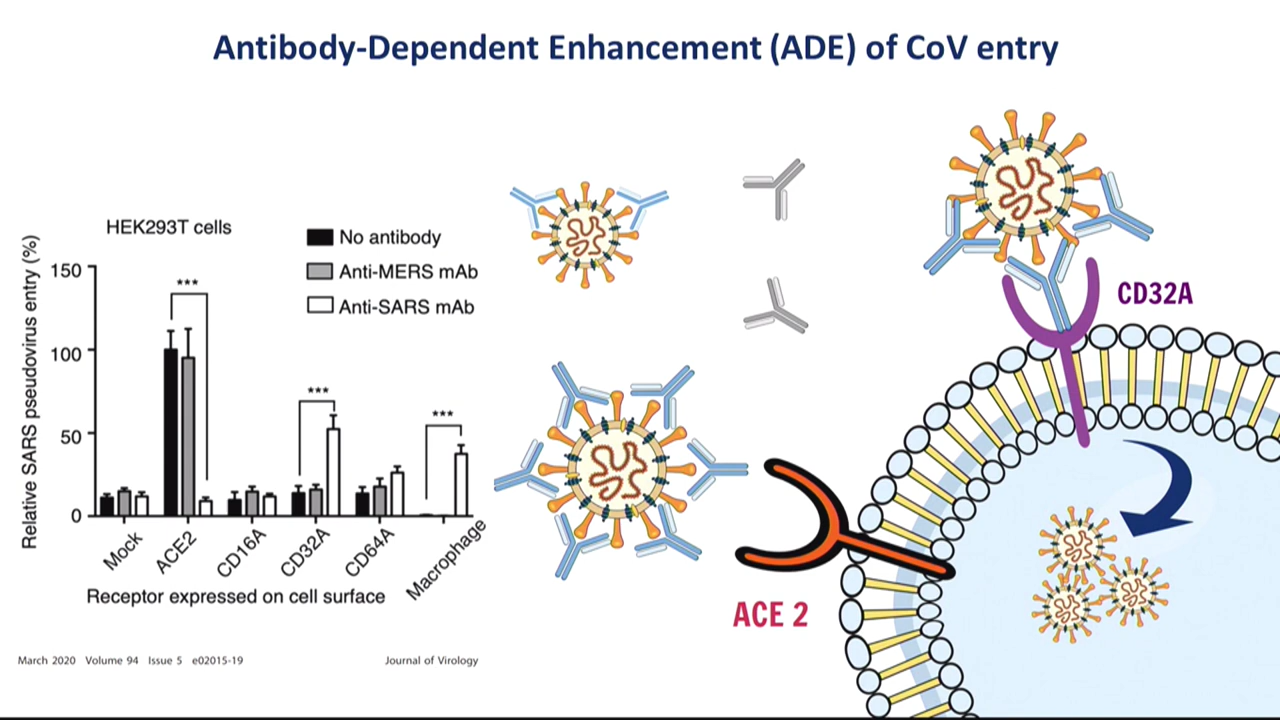 Antibody-Dependent Enhancement (ADE) of CoV entry
HEK293T cells
No antibody
Anti-MERS mAb
Anti-SARS mAb
Relative SARS pseudovirus entry (%)
150
100
50
0
***
***
***
Mock
ACE2
CD16A
CD32A
CD64A
Macrophage
Receptor expressed on cell surface
March 2020 Volume 94 Issue 5 e02015-19
Journal of Virology
CD32A
ACE 2